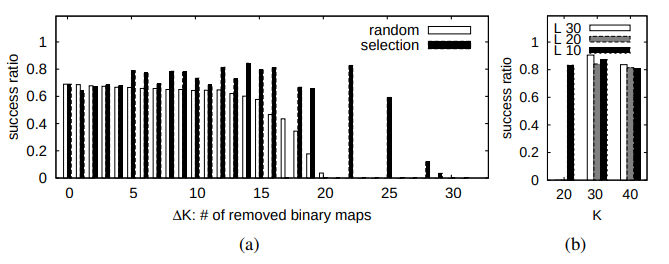 random
selection
success ratio
1
0.8
0.6
0.4
0.2
0
0 5 10 15 20 25 30
ΔK: # of removed binary maps
(a)
L 30
L 20
L 10
success ratio
1
0.8
0.6
0.4
0.2
0
20 30 40
K
(b)